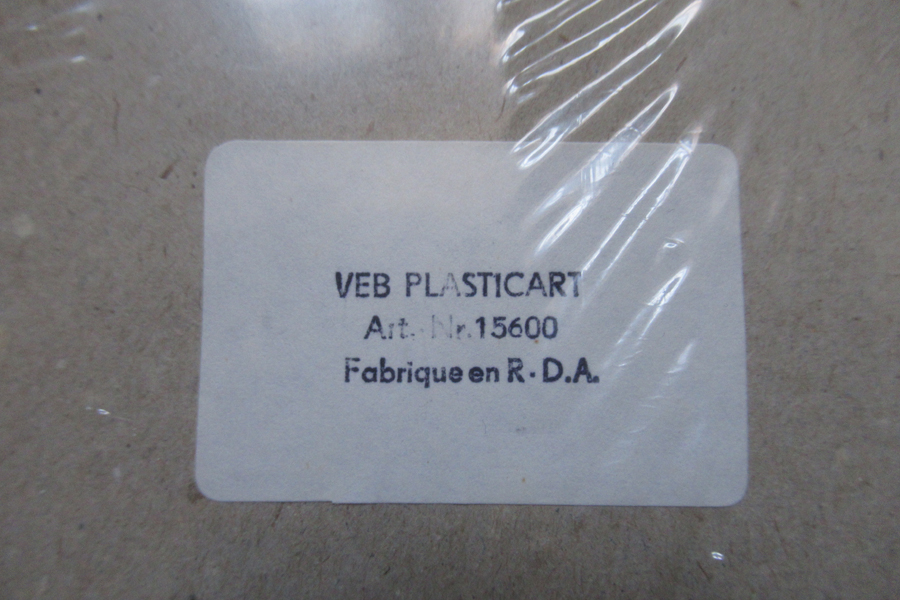 VEB PLASTICART
Art.-Nr.15600
Fabrique en R.D.A.